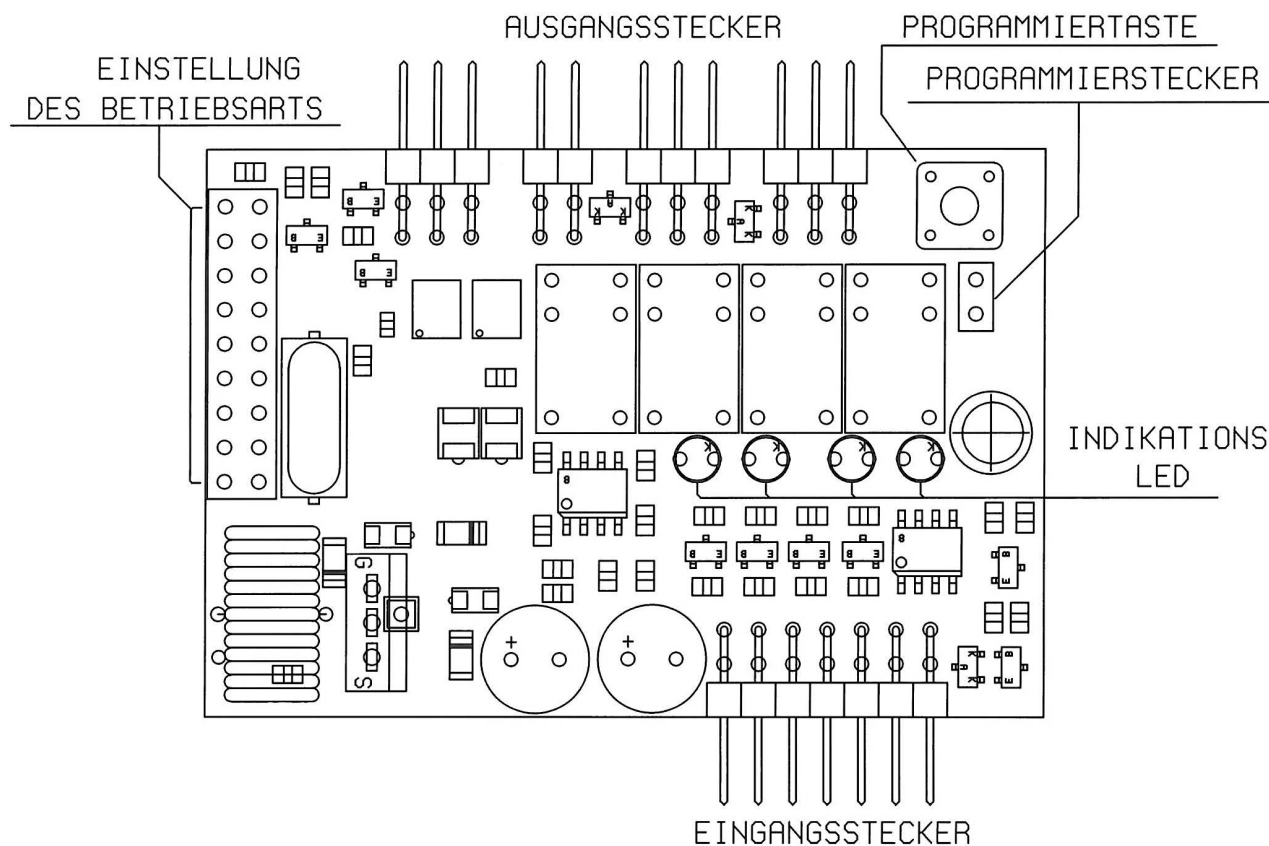 AUSGANGSSTECKER
PROGRAMMIERTASTE
EINSTELLUNG
DES BETRIEBSARTS
PROGRAMMIERSTECKER
B E
B E
B E
B
K K
K
A
K
INDIKATIONS
LED
K K K K
B
B
B E
B E
B E
B E
B
E
G
S
+
+
K
A
K
B
E
EINGANGSSTECKER